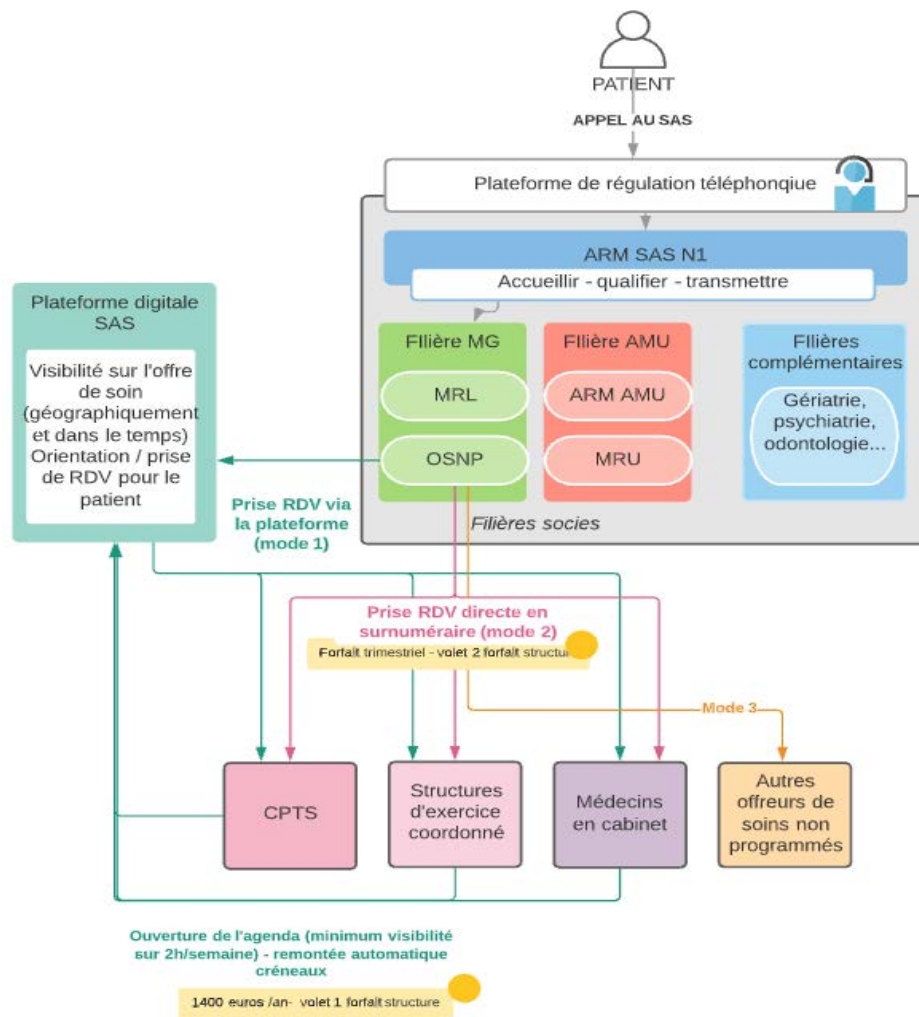 PATIENT
APPEL AU SAS
Plateforme de régulation téléphonqiue
ARM SAS N1
Accueillir - qualifier - transmettre
Plateforme digitale
SAS
Visibilité sur l'offre
de soin
(géographiquement
et dans le temps)
Orientation / prise
de RDV pour le
patient
FIlière MG
MRL
OSNP
Filière AMU
ARM AMU
MRU
FIlières
complémentaires
Gériatrie,
psychiatrie,
odontologie...
Filières socies
Prise RDV via
la plateforme
(mode 1)
Prise RDV directe en
surnuméraire (mode 2)
Forfait trimestriel - volet 2 forfait structure
Mode 3
CPTS
Structures
d'exercice
coordonné
Médecins
en cabinet
Autres
offreurs de
soins non
programmés
Ouverture de l'agenda (minimum visibilité
sur 2h/semaine) - remontée automatique
créneaux
1400 euros /an- volet 1 forfait structure